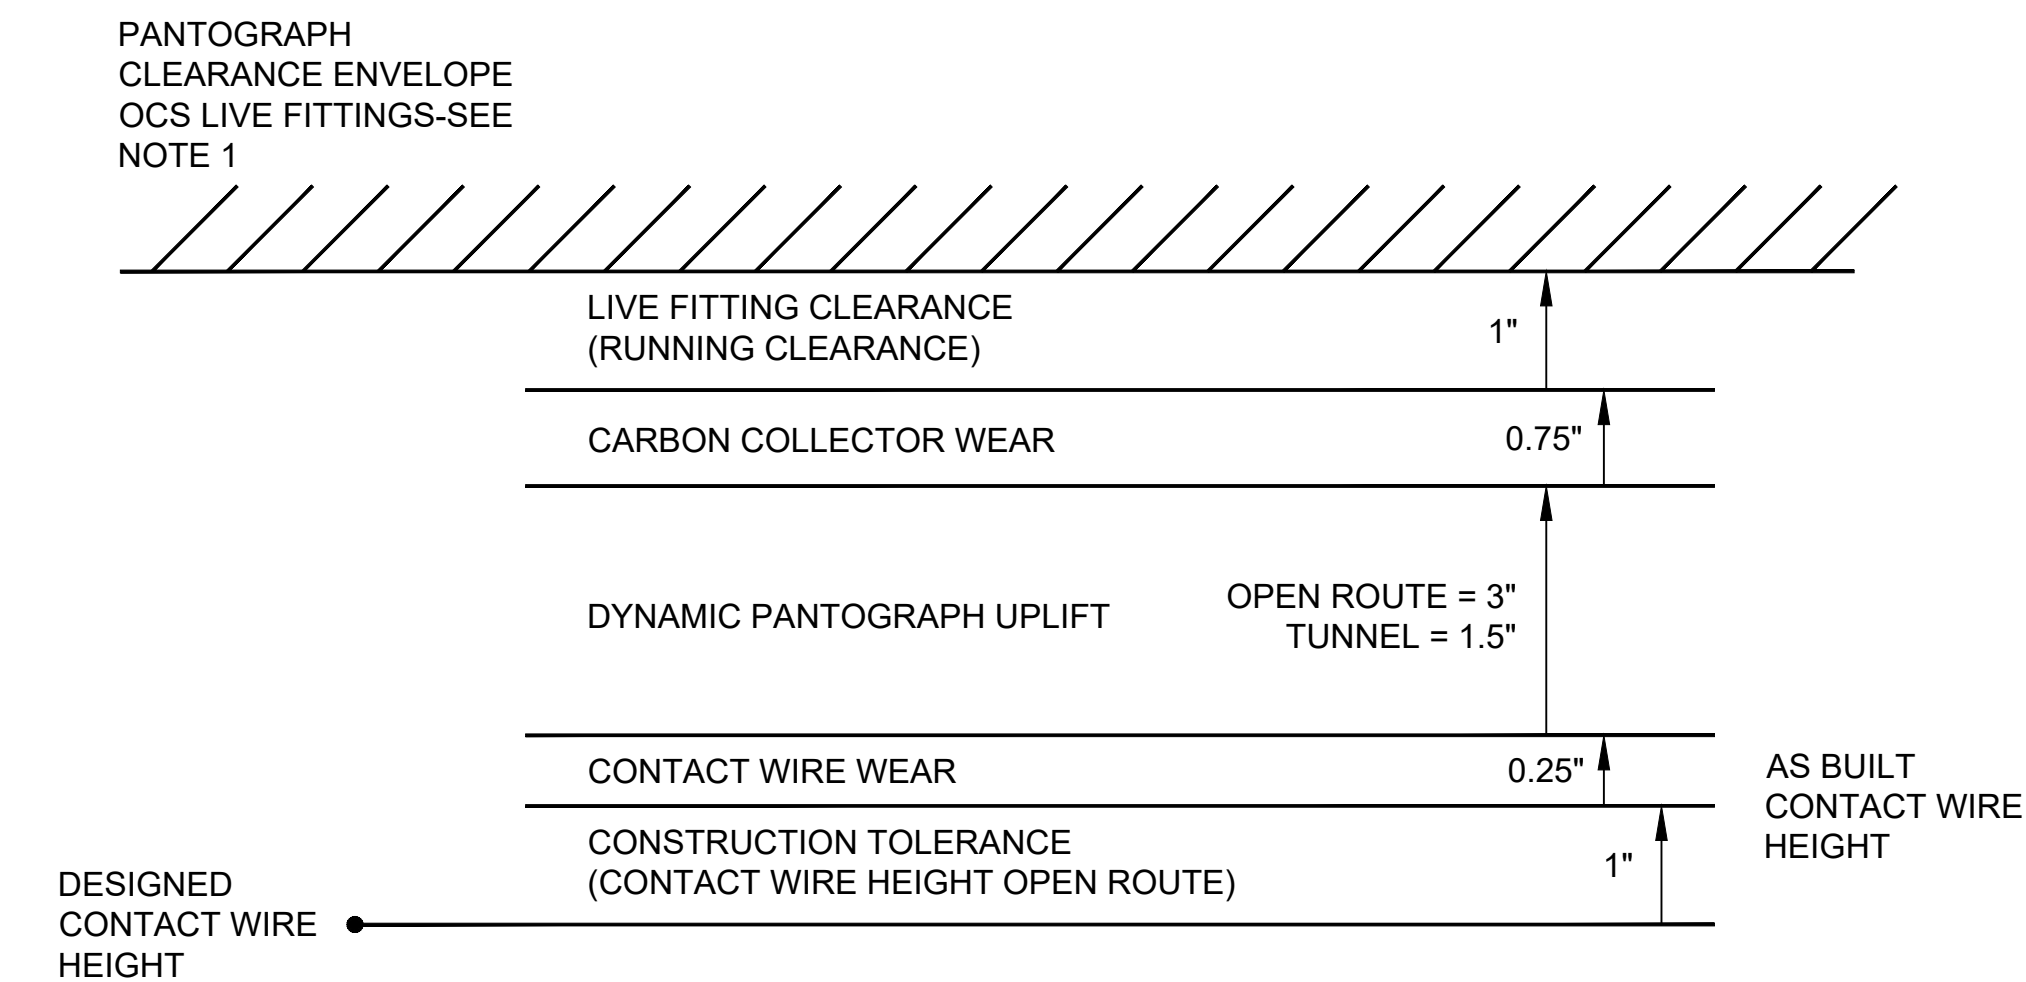 PANTOGRAPH
CLEARANCE ENVELOPE
OCS LIVE FITTINGS-SEE
NOTE 1
LIVE FITTING CLEARANCE
(RUNNING CLEARANCE)
1"
CARBON COLLECTOR WEAR
0.75"
DYNAMIC PANTOGRAPH UPLIFT
OPEN ROUTE = 3"
TUNNEL = 1.5"
CONTACT WIRE WEAR
0.25"
AS BUILT
CONTACT WIRE
HEIGHT
CONSTRUCTION TOLERANCE
(CONTACT WIRE HEIGHT OPEN ROUTE)
1"
DESIGNED
CONTACT WIRE
HEIGHT